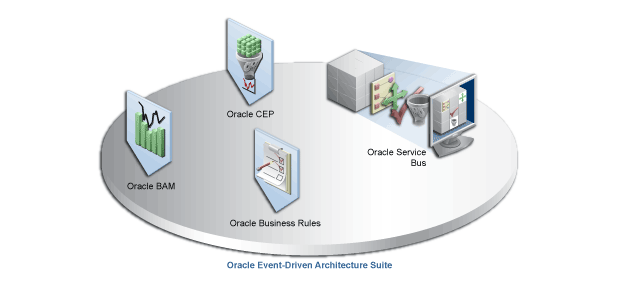 Oracle CEP
Oracle Service
Bus
Oracle BAM
Oracle Business Rules
Oracle Event-Driven Architecture Suite